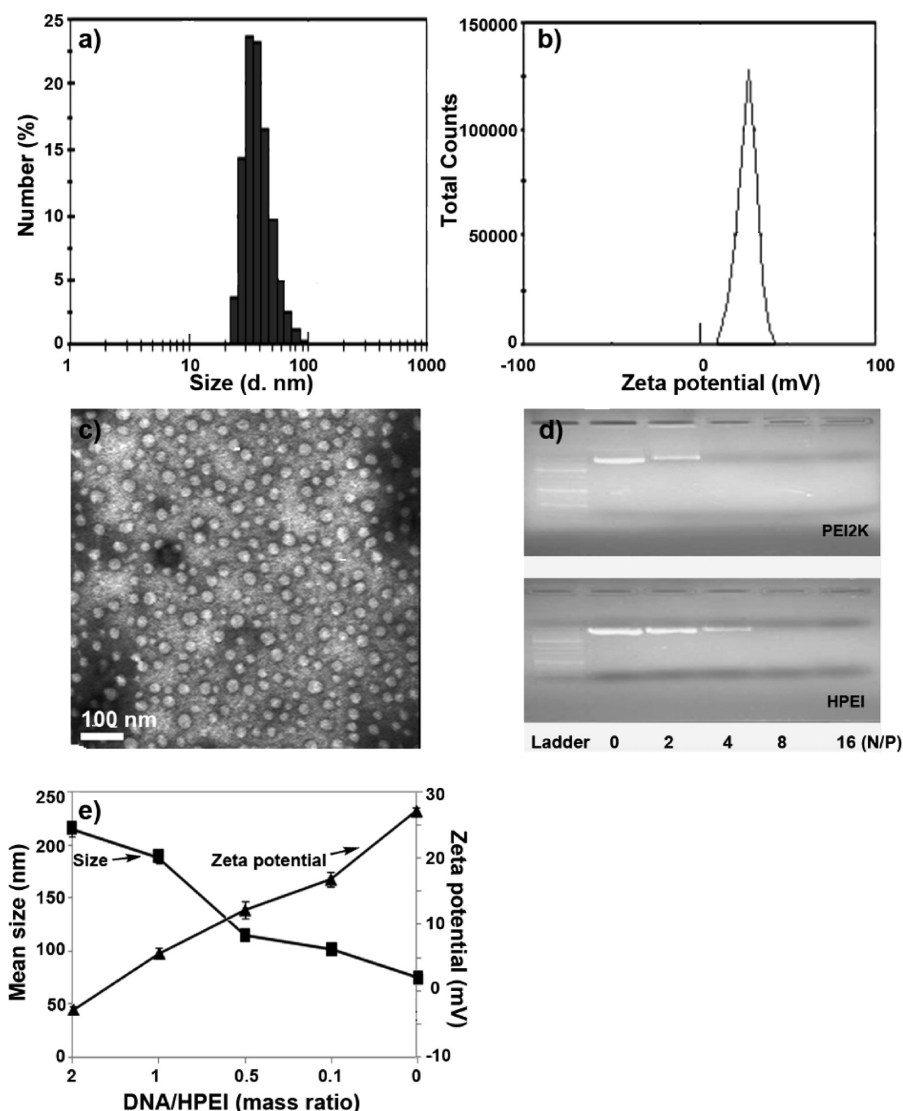 a)
Number (%)
25
20
15
10
5
0
1
10
100
1000
Size (d. nm)
b)
Total Counts
150000
100000
50000
0
-100
0
100
Zeta potential (mV)
c)
100 nm
d)
PEI2K
HPEI
Ladder 0 2 4 8 16 (N/P)
e)
Mean size (nm)
250
200
150
100
50
0
Size
Zeta potential
30
20
10
0
-10
Zeta potential
(mV)
2 1 0.5 0.1 0
DNA/HPEI (mass ratio)